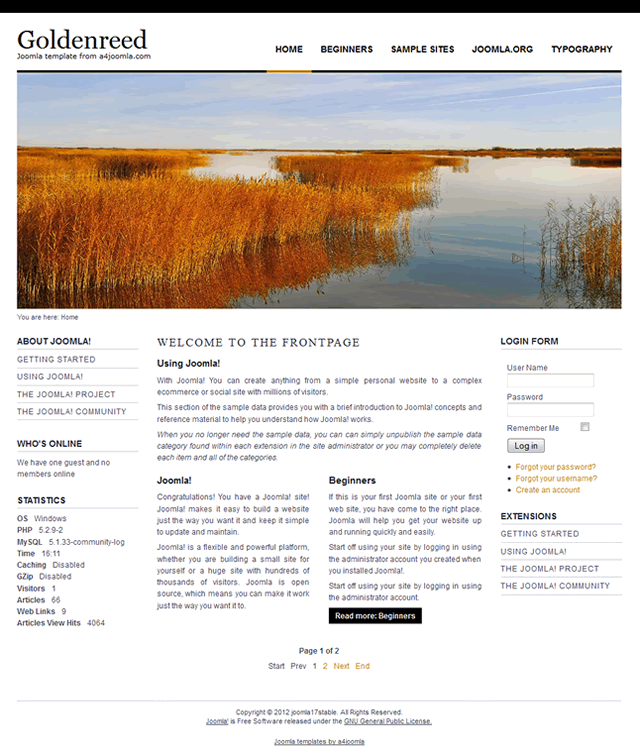 Goldenreed
Joomla template from a4joomla.com
HOME BEGINNERS SAMPLE SITES JOOMLA.ORG TYPOGRAPHY
You are here: Home
ABOUT JOOMLA!
GETTING STARTED
USING JOOMLA!
THE JOOMLA! PROJECT
THE JOOMLA! COMMUNITY
WHO'S ONLINE
We have one guest and no
members online
STATISTICS
OS Windows
PHP 5.2.9-2
MySQL 5.1.33-community-log
Time 16:11
Caching Disabled
GZip Disabled
Visitors 1
Articles 66
Web Links 9
Articles View Hits 4064
WELCOME TO THE FRONTPAGE
Using Joomla!
With Joomla! You can create anything from a simple personal website to a complex
ecommerce or social site with millions of visitors.
This section of the sample data provides you with a brief introduction to Joomla! concepts and
reference material to help you understand how Joomla! works.
When you no longer need the sample data, you can can simply unpublish the sample data
category found within each extension in the site administrator or you may completely delete
each item and all of the categories.
Joomla!
Congratulations! You have a Joomla! site!
Joomla! makes it easy to build a website
just the way you want it and keep it simple
to update and maintain.
Joomla! is a flexible and powerful platform,
whether you are building a small site for
yourself or a huge site with hundreds of
thousands of visitors. Joomla is open
source, which means you can make it work
just the way you want it to.
Beginners
If this is your first Joomla site or your first
web site, you have come to the right place.
Joomla will help you get your website up
and running quickly and easily.
Start off using your site by logging in using
the administrator account you created when
you installed Joomla!.
Start off using your site by logging in using
the administrator account.
Read more: Beginners
Page 1 of 2
Start Prev 1 2 Next End
LOGIN FORM
User Name
Password
Remember Me
Log in
Forgot your password?
Forgot your username?
Create an account
EXTENSIONS
GETTING STARTED
USING JOOMLA!
THE JOOMLA! PROJECT
THE JOOMLA! COMMUNITY
Copyright © 2012 joomla17stable. All Rights Reserved.
Joomla! is Free Software released under the GNU General Public License.
Joomla templates by a4joomla